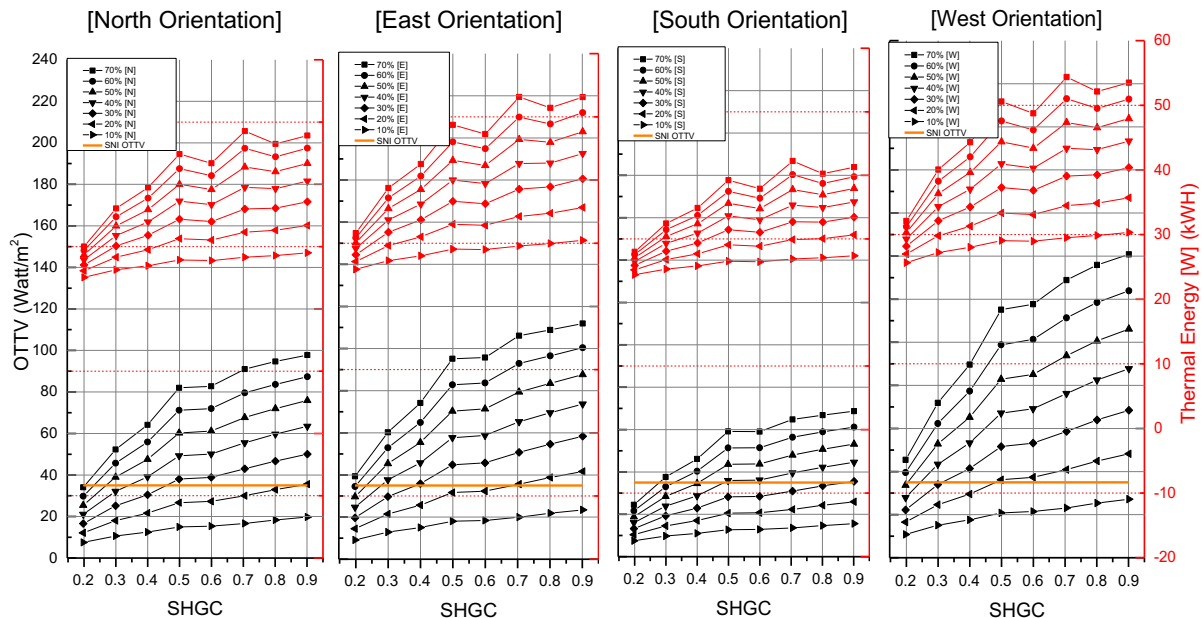 [North Orientation] [East Orientation] [South Orientation] [West Orientation]
OTTV (Watt/m²)
240
220
200
180
160
140
120
100
80
60
40
20
0
70% [N]
60% [N]
50% [N]
40% [N]
30% [N]
20% [N]
10% [N]
SNI OTTV
0.2 0.3 0.4 0.5 0.6 0.7 0.8 0.9
SHGC
70% [E]
60% [E]
50% [E]
40% [E]
30% [E]
20% [E]
10% [E]
SNI OTTV
0.2 0.3 0.4 0.5 0.6 0.7 0.8 0.9
SHGC
70% [S]
60% [S]
50% [S]
40% [S]
30% [S]
20% [S]
10% [S]
SNI OTTV
0.2 0.3 0.4 0.5 0.6 0.7 0.8 0.9
SHGC
70% [W]
60% [W]
50% [W]
40% [W]
30% [W]
20% [W]
10% [W]
SNI OTTV
0.2 0.3 0.4 0.5 0.6 0.7 0.8 0.9
SHGC
60
50
40
30
20
10
0
-10
-20
Thermal Energy [W] (kWH)